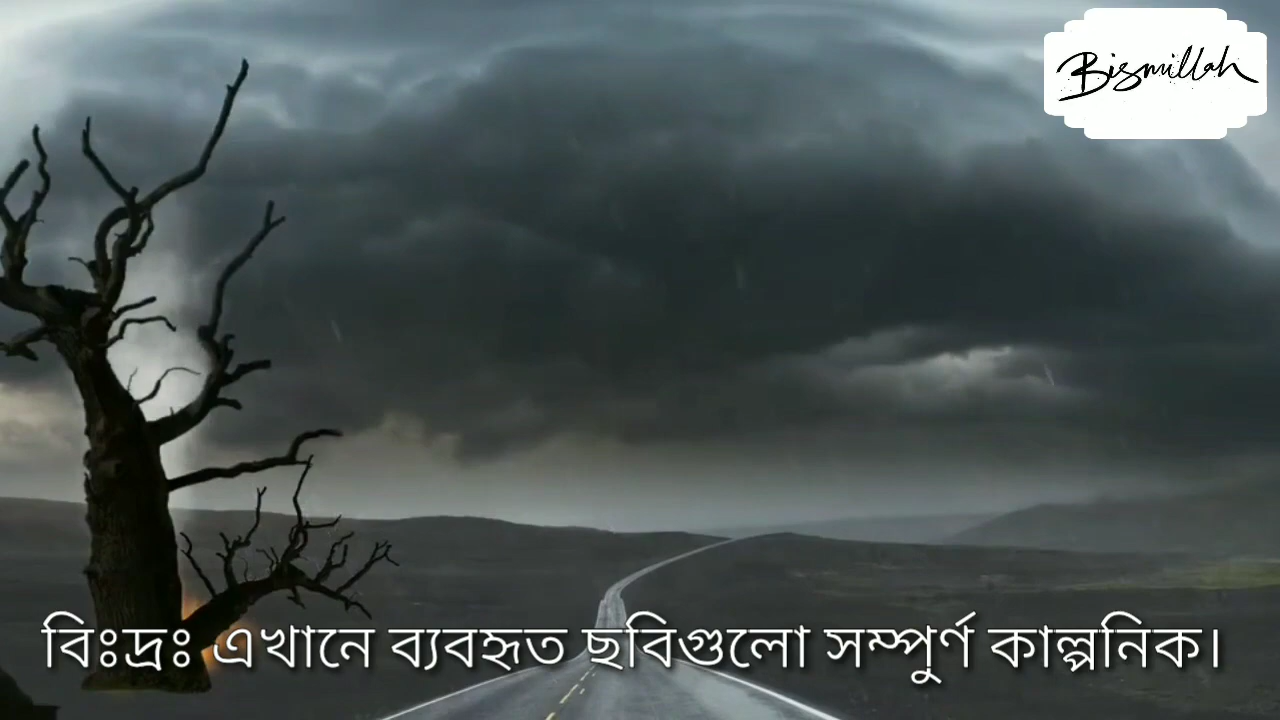 Bismillah
বিঃদ্রঃ এখানে ব্যবহৃত ছবিগুলো সম্পুর্ণ কাল্পনিক।